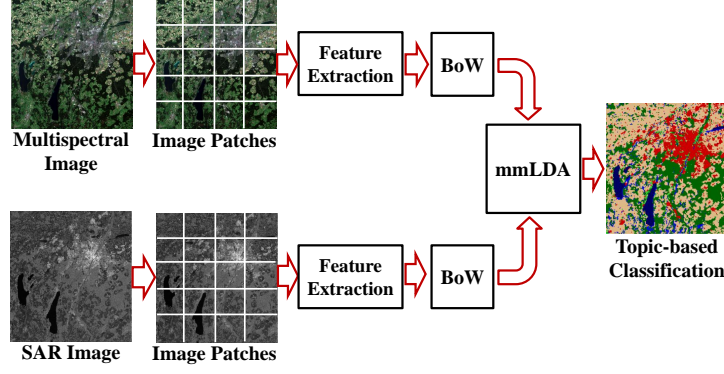 Multispectral
Image
Image Patches
Feature
Extraction
BoW
mmLDA
Topic-based
Classification
SAR Image
Image Patches
Feature
Extraction
BoW